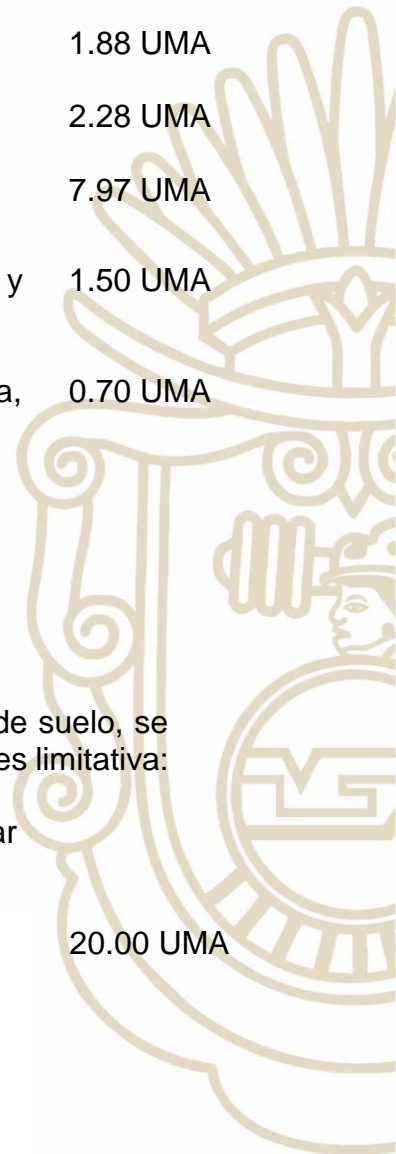 1.88 UMA
2.28 UMA
7.97 UMA
y 1.50 UMA
a, 0.70 UMA
de suelo, se
es limitativa:
ar
20.00 UMA